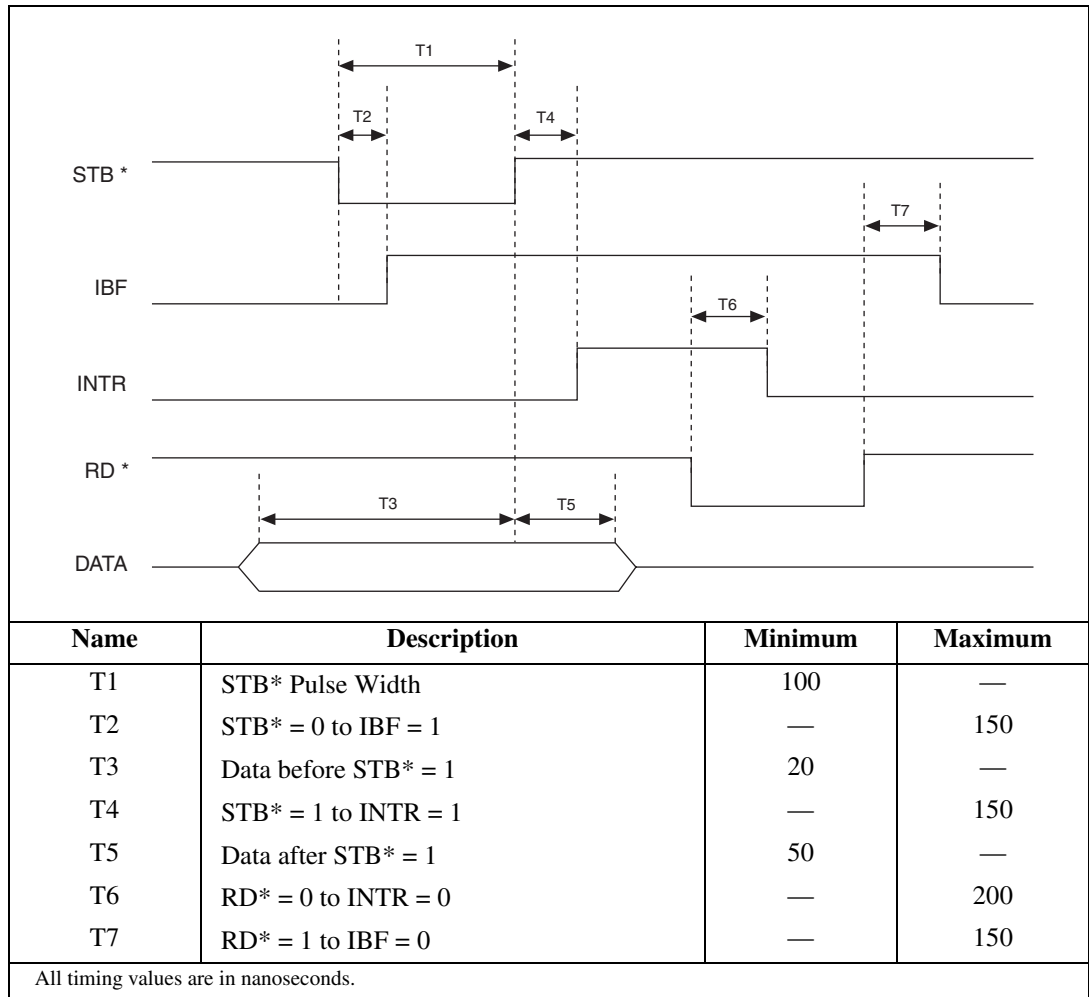 T1
T2
T4
STB *
T7
IBF
T6
INTR
RD *
T3
T5
DATA
Name Description Minimum Maximum
T1 STB* Pulse Width 100 —
T2 STB* = 0 to IBF = 1 — 150
T3 Data before STB* = 1 20 —
T4 STB* = 1 to INTR = 1 — 150
T5 Data after STB* = 1 50 —
T6 RD* = 0 to INTR = 0 — 200
T7 RD* = 1 to IBF = 0 — 150
All timing values are in nanoseconds.